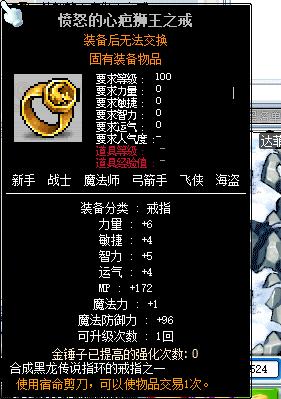 愤怒的心疤狮王之戒
装备后无法交换
固有装备物品
要求等级 : 100
要求力量 : 0
要求敏捷 : 0
要求智力 : 0
要求运气 : 0
要求人气度 : -
道具等级 : -
道具经验值 : -
新手 战士 魔法师 弓箭手 飞侠 海盗
装备分类 : 戒指
力量 : +6
敏捷 : +4
智力 : +5
运气 : +4
MP : +172
魔法力 : +1
魔法防御力 : +96
可升级次数 : 1回
金锤子已提高的强化次数: 0
合成黑龙传说指环的戒指之一
使用宿命剪刀，可以使物品交易1次。
达菲
524